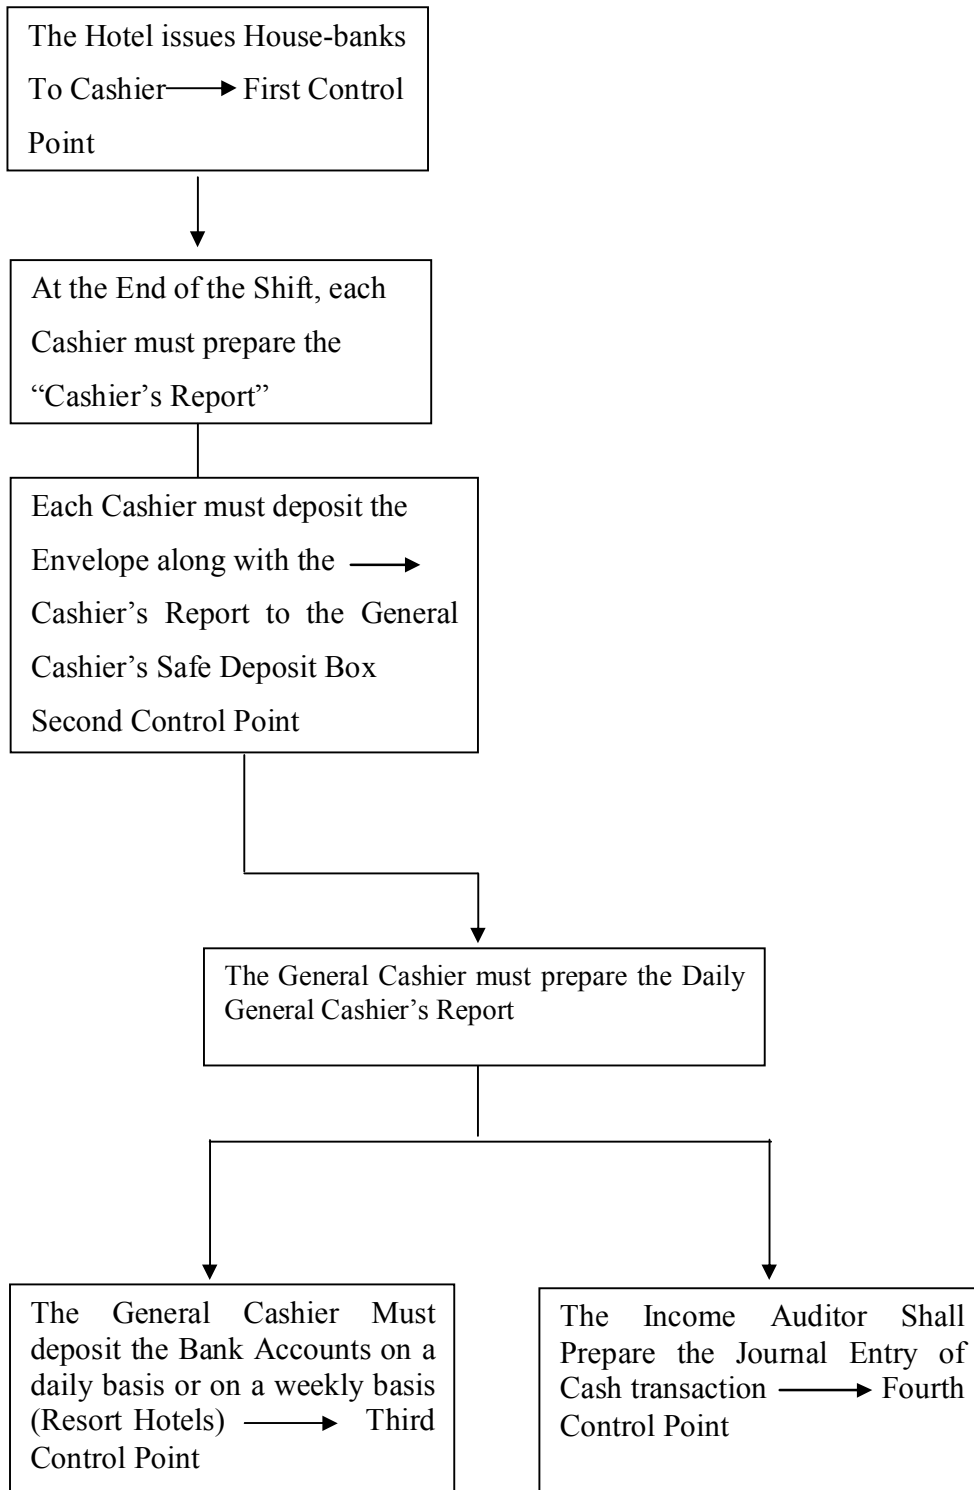 The Hotel issues House-banks
To Cashier → First Control
Point
At the End of the Shift, each
Cashier must prepare the
“Cashier’s Report”
Each Cashier must deposit the
Envelope along with the →
Cashier’s Report to the General
Cashier’s Safe Deposit Box
Second Control Point
The General Cashier must prepare the Daily
General Cashier’s Report
The General Cashier Must
deposit the Bank Accounts on a
daily basis or on a weekly basis
(Resort Hotels) → Third
Control Point
The Income Auditor Shall
Prepare the Journal Entry of
Cash transaction → Fourth
Control Point